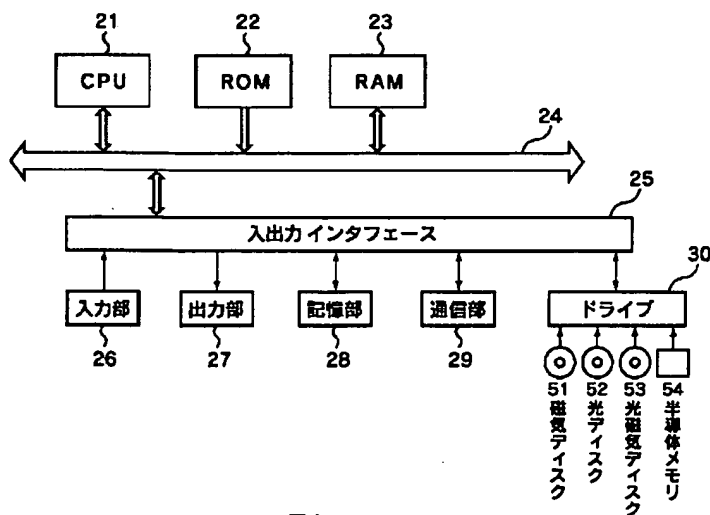 21
22
23
CPU
ROM
RAM
24
25
入出力 インタフェース
30
入力部
出力部
記憶部
通信部
ドライブ
26
27
28
29
51
52
53
54
磁気ディスク
光ディスク
光磁気ディスク
半導体メモリ